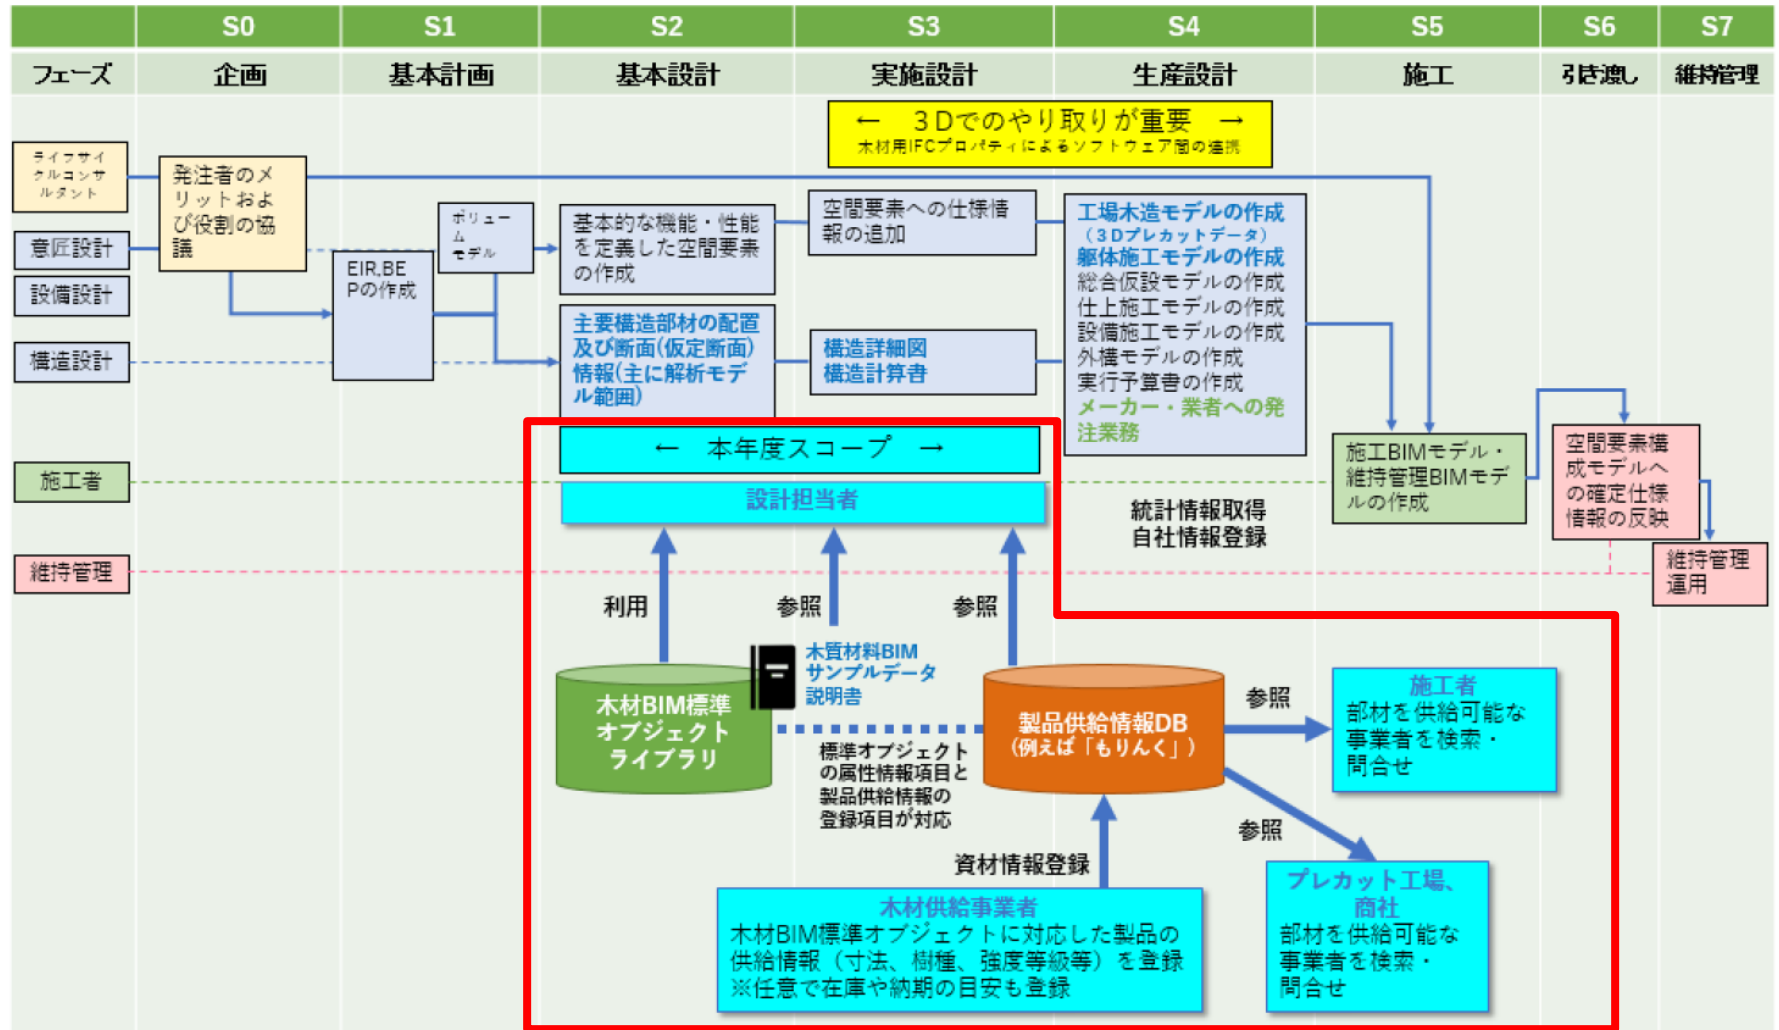 S0 S1 S2 S3 S4 S5 S6 S7
フェーズ 企画 基本計画 基本設計 実施設計 生産設計 施工 引き渡し 維持管理
← 3Dでのやり取りが重要 →
木材用IFCプロパティによるソフトウェア間の連携
ライフサイ
クルコンサ
ルタント
意匠設計
設備設計
構造設計
施工者
維持管理
発注者のメ
リットおよ
び役割の協
議
EIR,BE
Pの作成
ボリュー
ム
モデル
基本的な機能・性能
を定義した空間要素
の作成
主要構造部材の配置
及び断面(仮定断面)
情報(主に解析モデ
ル範囲)
空間要素への仕様情
報の追加
構造詳細図
構造計算書
工場木造モデルの作成
(3Dプレカットデータ)
躯体施工モデルの作成
総合仮設モデルの作成
仕上施工モデルの作成
設備施工モデルの作成
外構モデルの作成
実行予算書の作成
メーカー・業者への発
注業務
施工BIMモデル・
維持管理BIMモデ
ルの作成
空間要素構
成モデルへ
の確定仕様
情報の反映
維持管理
運用
← 本年度スコープ →
設計担当者
統計情報取得
自社情報登録
利用
参照
参照
木質材料BIM
サンプルデータ
説明書
木材BIM標準
オブジェクト
ライブラリ
標準オブジェクト
の属性情報項目と
製品供給情報の
登録項目が対応
製品供給情報DB
(例えば「もりんく」)
参照
施工者
部材を供給可能な
事業者を検索・
問合せ
参照
資材情報登録
木材供給事業者
木材BIM標準オブジェクトに対応した製品の
供給情報（寸法、樹種、強度等級等）を登録
※任意で在庫や納期の目安も登録
プレカット工場、
商社
部材を供給可能な
事業者を検索・
問合せ